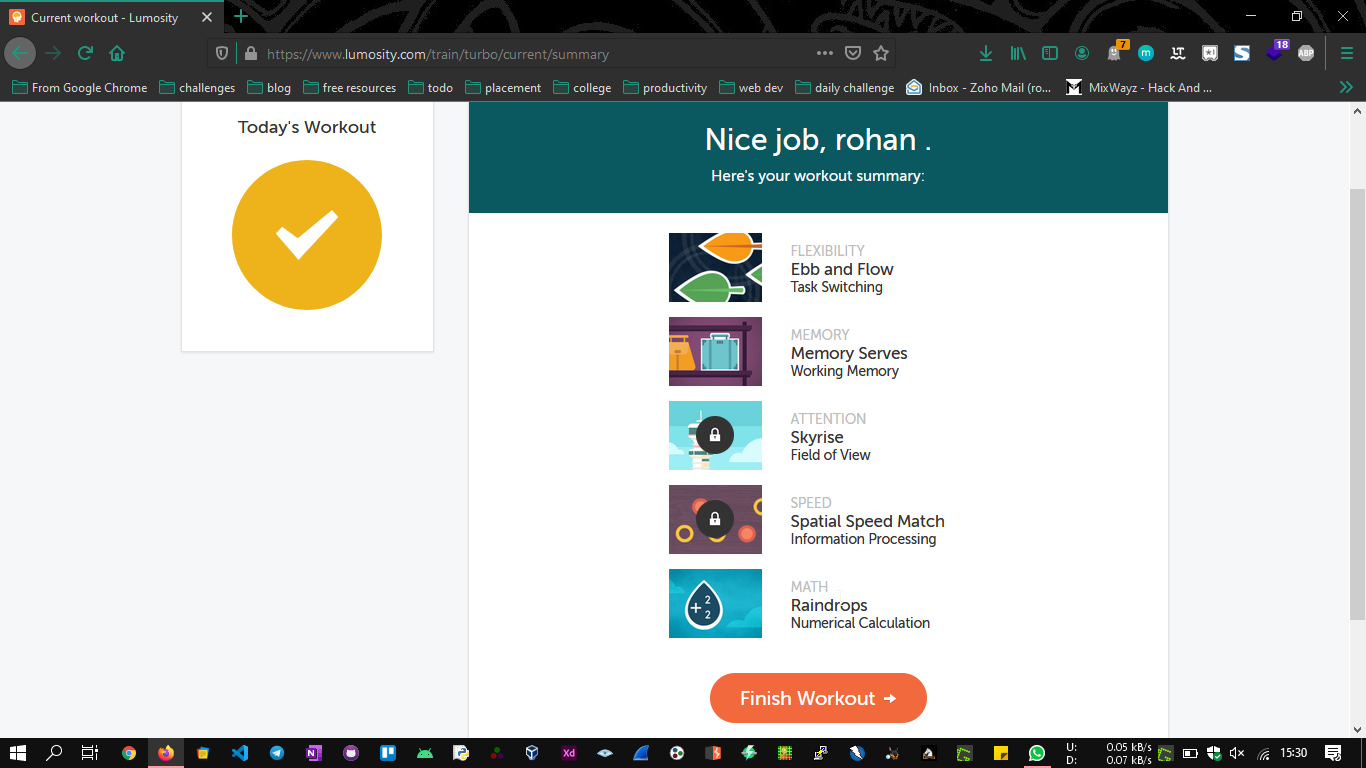 Current workout - Lumosity
https://www.lumosity.com/train/turbo/current/summary
7
m
LT
S
18
ABP
From Google Chrome
challenges
blog
free resources
todo
placement
college
productivity
web dev
daily challenge
Inbox - Zoho Mail (ro...
MixWayz - Hack And ...
Today's Workout
Nice job, rohan .
Here's your workout summary:
FLEXIBILITY
Ebb and Flow
Task Switching
MEMORY
Memory Serves
Working Memory
ATTENTION
Skyrise
Field of View
SPEED
Spatial Speed Match
Information Processing
+ 2 2
MATH
Raindrops
Numerical Calculation
Finish Workout
N
Xd
U: 0.05 kB/s
D: 0.07 kB/s
15:30